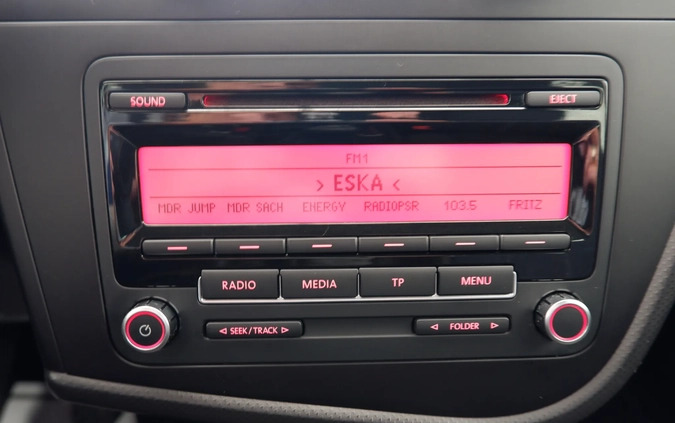 SOUND
EJECT
FM1
> ESKA <
MDR JUMP MDR SACH ENERGY RADIOPSR 103.5 FRITZ
RADIO MEDIA TP MENU
SEEK/TRACK
FOLDER